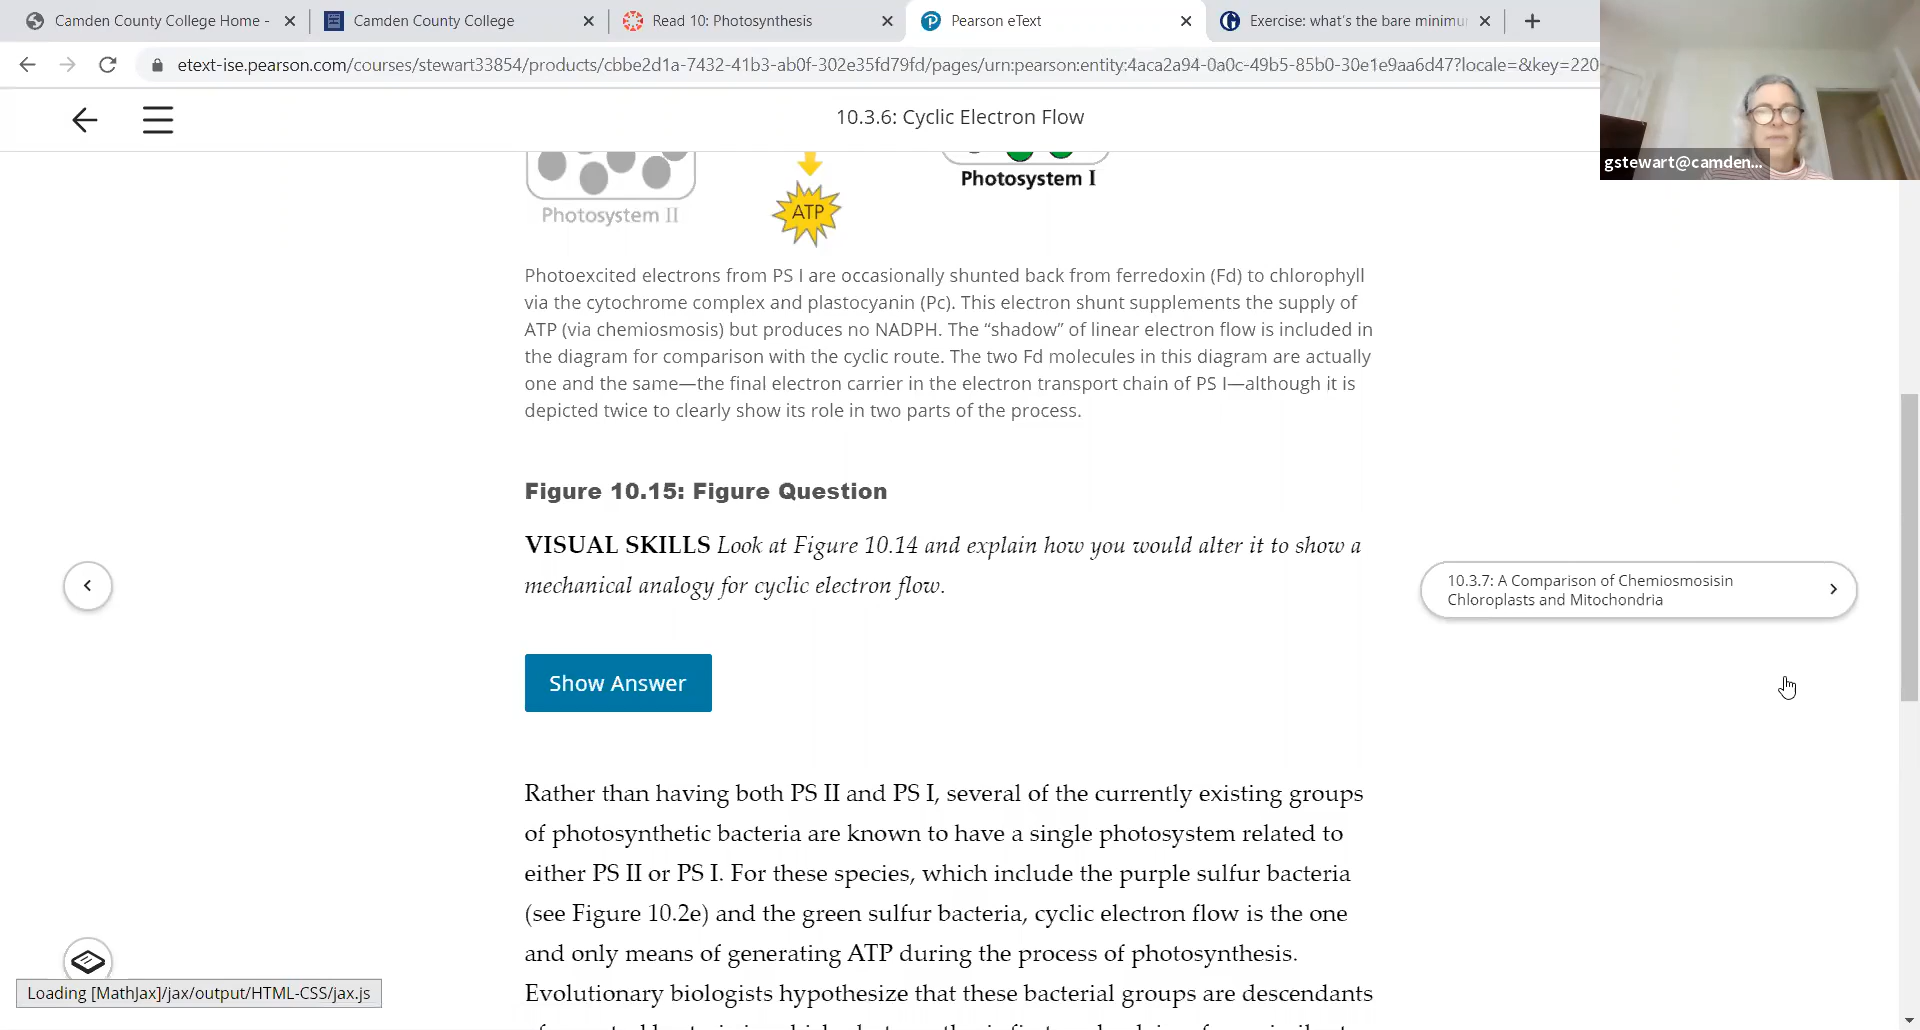 Camden County College Home -
Camden County College
Read 10: Photosynthesis
Pearson eText
Exercise: what's the bare minimu
etext-ise.pearson.com/courses/stewart33854/products/cbbe2d1a-7432-41b3-ab0f-302e35fd79fd/pages/urn:pearson:entity:4aca2a94-0a0c-49b5-85b0-30e1e9aa6d47?locale=&key=220
gstewart@camden...
10.3.6: Cyclic Electron Flow
Photosystem II
ATP
Photosystem I
Photoexcited electrons from PS I are occasionally shunted back from ferredoxin (Fd) to chlorophyll
via the cytochrome complex and plastocyanin (Pc). This electron shunt supplements the supply of
ATP (via chemiosmosis) but produces no NADPH. The “shadow” of linear electron flow is included in
the diagram for comparison with the cyclic route. The two Fd molecules in this diagram are actually
one and the same—the final electron carrier in the electron transport chain of PS I—although it is
depicted twice to clearly show its role in two parts of the process.
Figure 10.15: Figure Question
VISUAL SKILLS Look at Figure 10.14 and explain how you would alter it to show a
mechanical analogy for cyclic electron flow.
10.3.7: A Comparison of Chemiosmosisin
Chloroplasts and Mitochondria
Show Answer
Rather than having both PS II and PS I, several of the currently existing groups
of photosynthetic bacteria are known to have a single photosystem related to
either PS II or PS I. For these species, which include the purple sulfur bacteria
(see Figure 10.2e) and the green sulfur bacteria, cyclic electron flow is the one
and only means of generating ATP during the process of photosynthesis.
Evolutionary biologists hypothesize that these bacterial groups are descendants
Loading [MathJax]/jax/output/HTML-CSS/jax.js